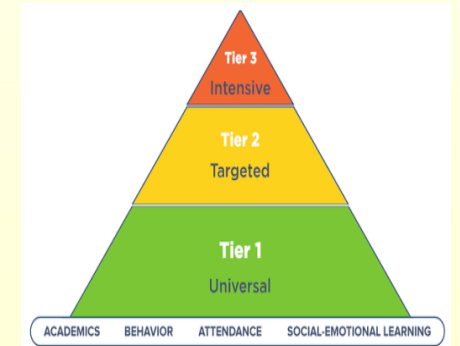 Tier 3
Intensive
Tier 2
Targeted
Tier 1
Universal
ACADEMICS BEHAVIOR ATTENDANCE SOCIAL-EMOTIONAL LEARNING